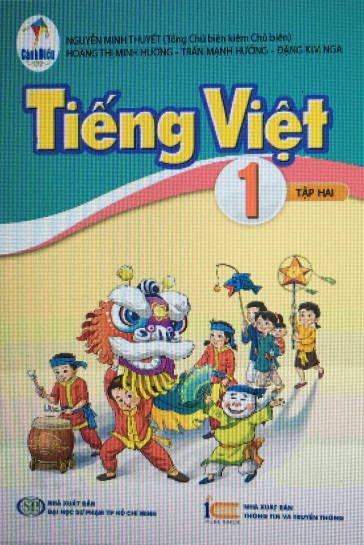 Cánh Diều
NGUYỄN MINH THUYẾT (Tổng Chủ biên kiêm Chủ biên)
HOÀNG THỊ MINH HƯƠNG – TRẦN MẠNH HƯỞNG – ĐẶNG KIM NGA
Tiếng Việt
1
TẬP HAI
NHÀ XUẤT BẢN
ĐẠI HỌC SƯ PHẠM TP HỒ CHÍ MINH
NHÀ XUẤT BẢN
THÔNG TIN VÀ TRUYỀN THÔNG